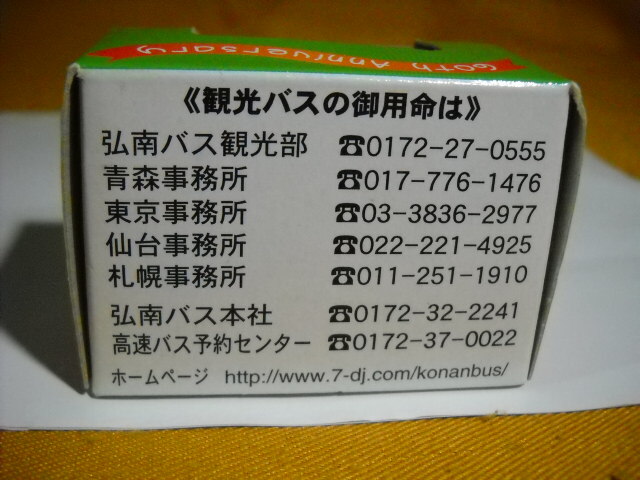 60th Anniversary
《観光バスの御用命は》
弘南バス観光部 ☎0172-27-0555
青森事務所 ☎017-776-1476
東京事務所 ☎03-3836-2977
仙台事務所 ☎022-221-4925
札幌事務所 ☎011-251-1910
弘南バス本社 ☎0172-32-2241
高速バス予約センター ☎0172-37-0022
ホームページ http://www.7-dj.com/konanbus/